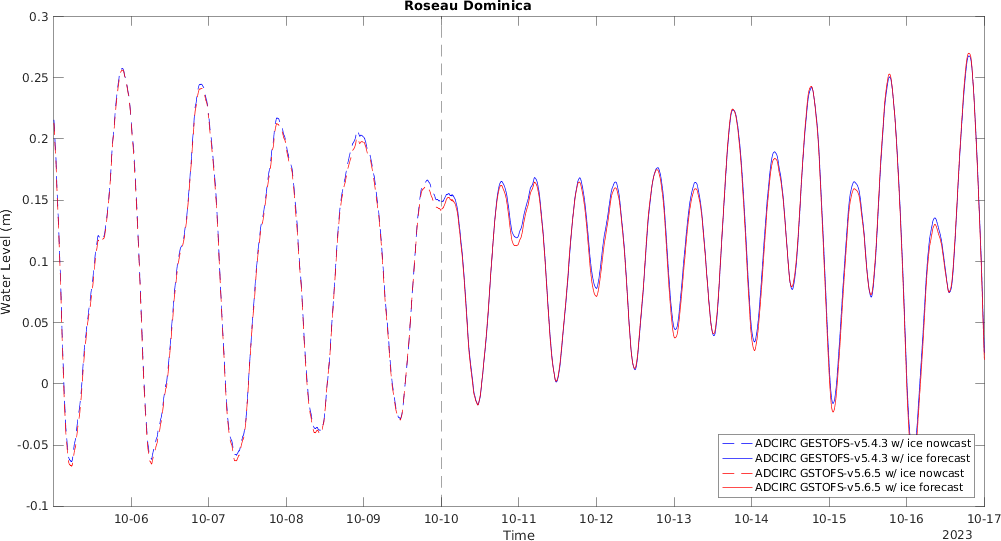 Roseau Dominica
0.3
0.25
0.2
0.15
0.1
0.05
0
-0.05
-0.1
Water Level (m)
ADCIRC GESTOFS-v5.4.3 w/ ice nowcast
ADCIRC GESTOFS-v5.4.3 w/ ice forecast
ADCIRC GSTOFS-v5.6.5 w/ ice nowcast
ADCIRC GSTOFS-v5.6.5 w/ ice forecast
10-06 10-07 10-08 10-09 10-10 10-11 10-12 10-13 10-14 10-15 10-16 10-17
Time
2023